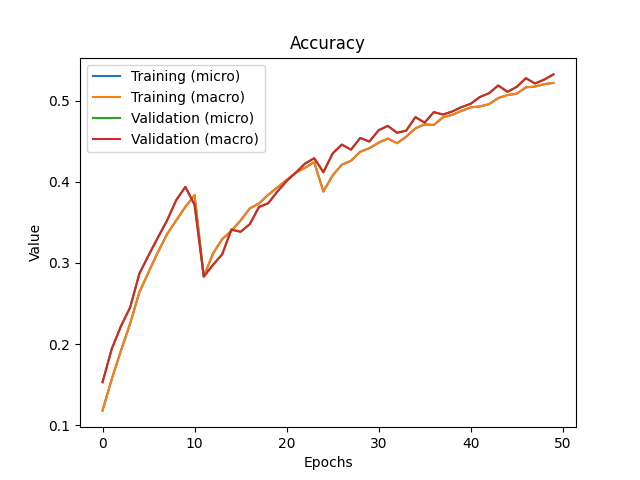 Accuracy
Training (micro)
Training (macro)
Validation (micro)
Validation (macro)
Value
0.5
0.4
0.3
0.2
0.1
0 10 20 30 40 50
Epochs